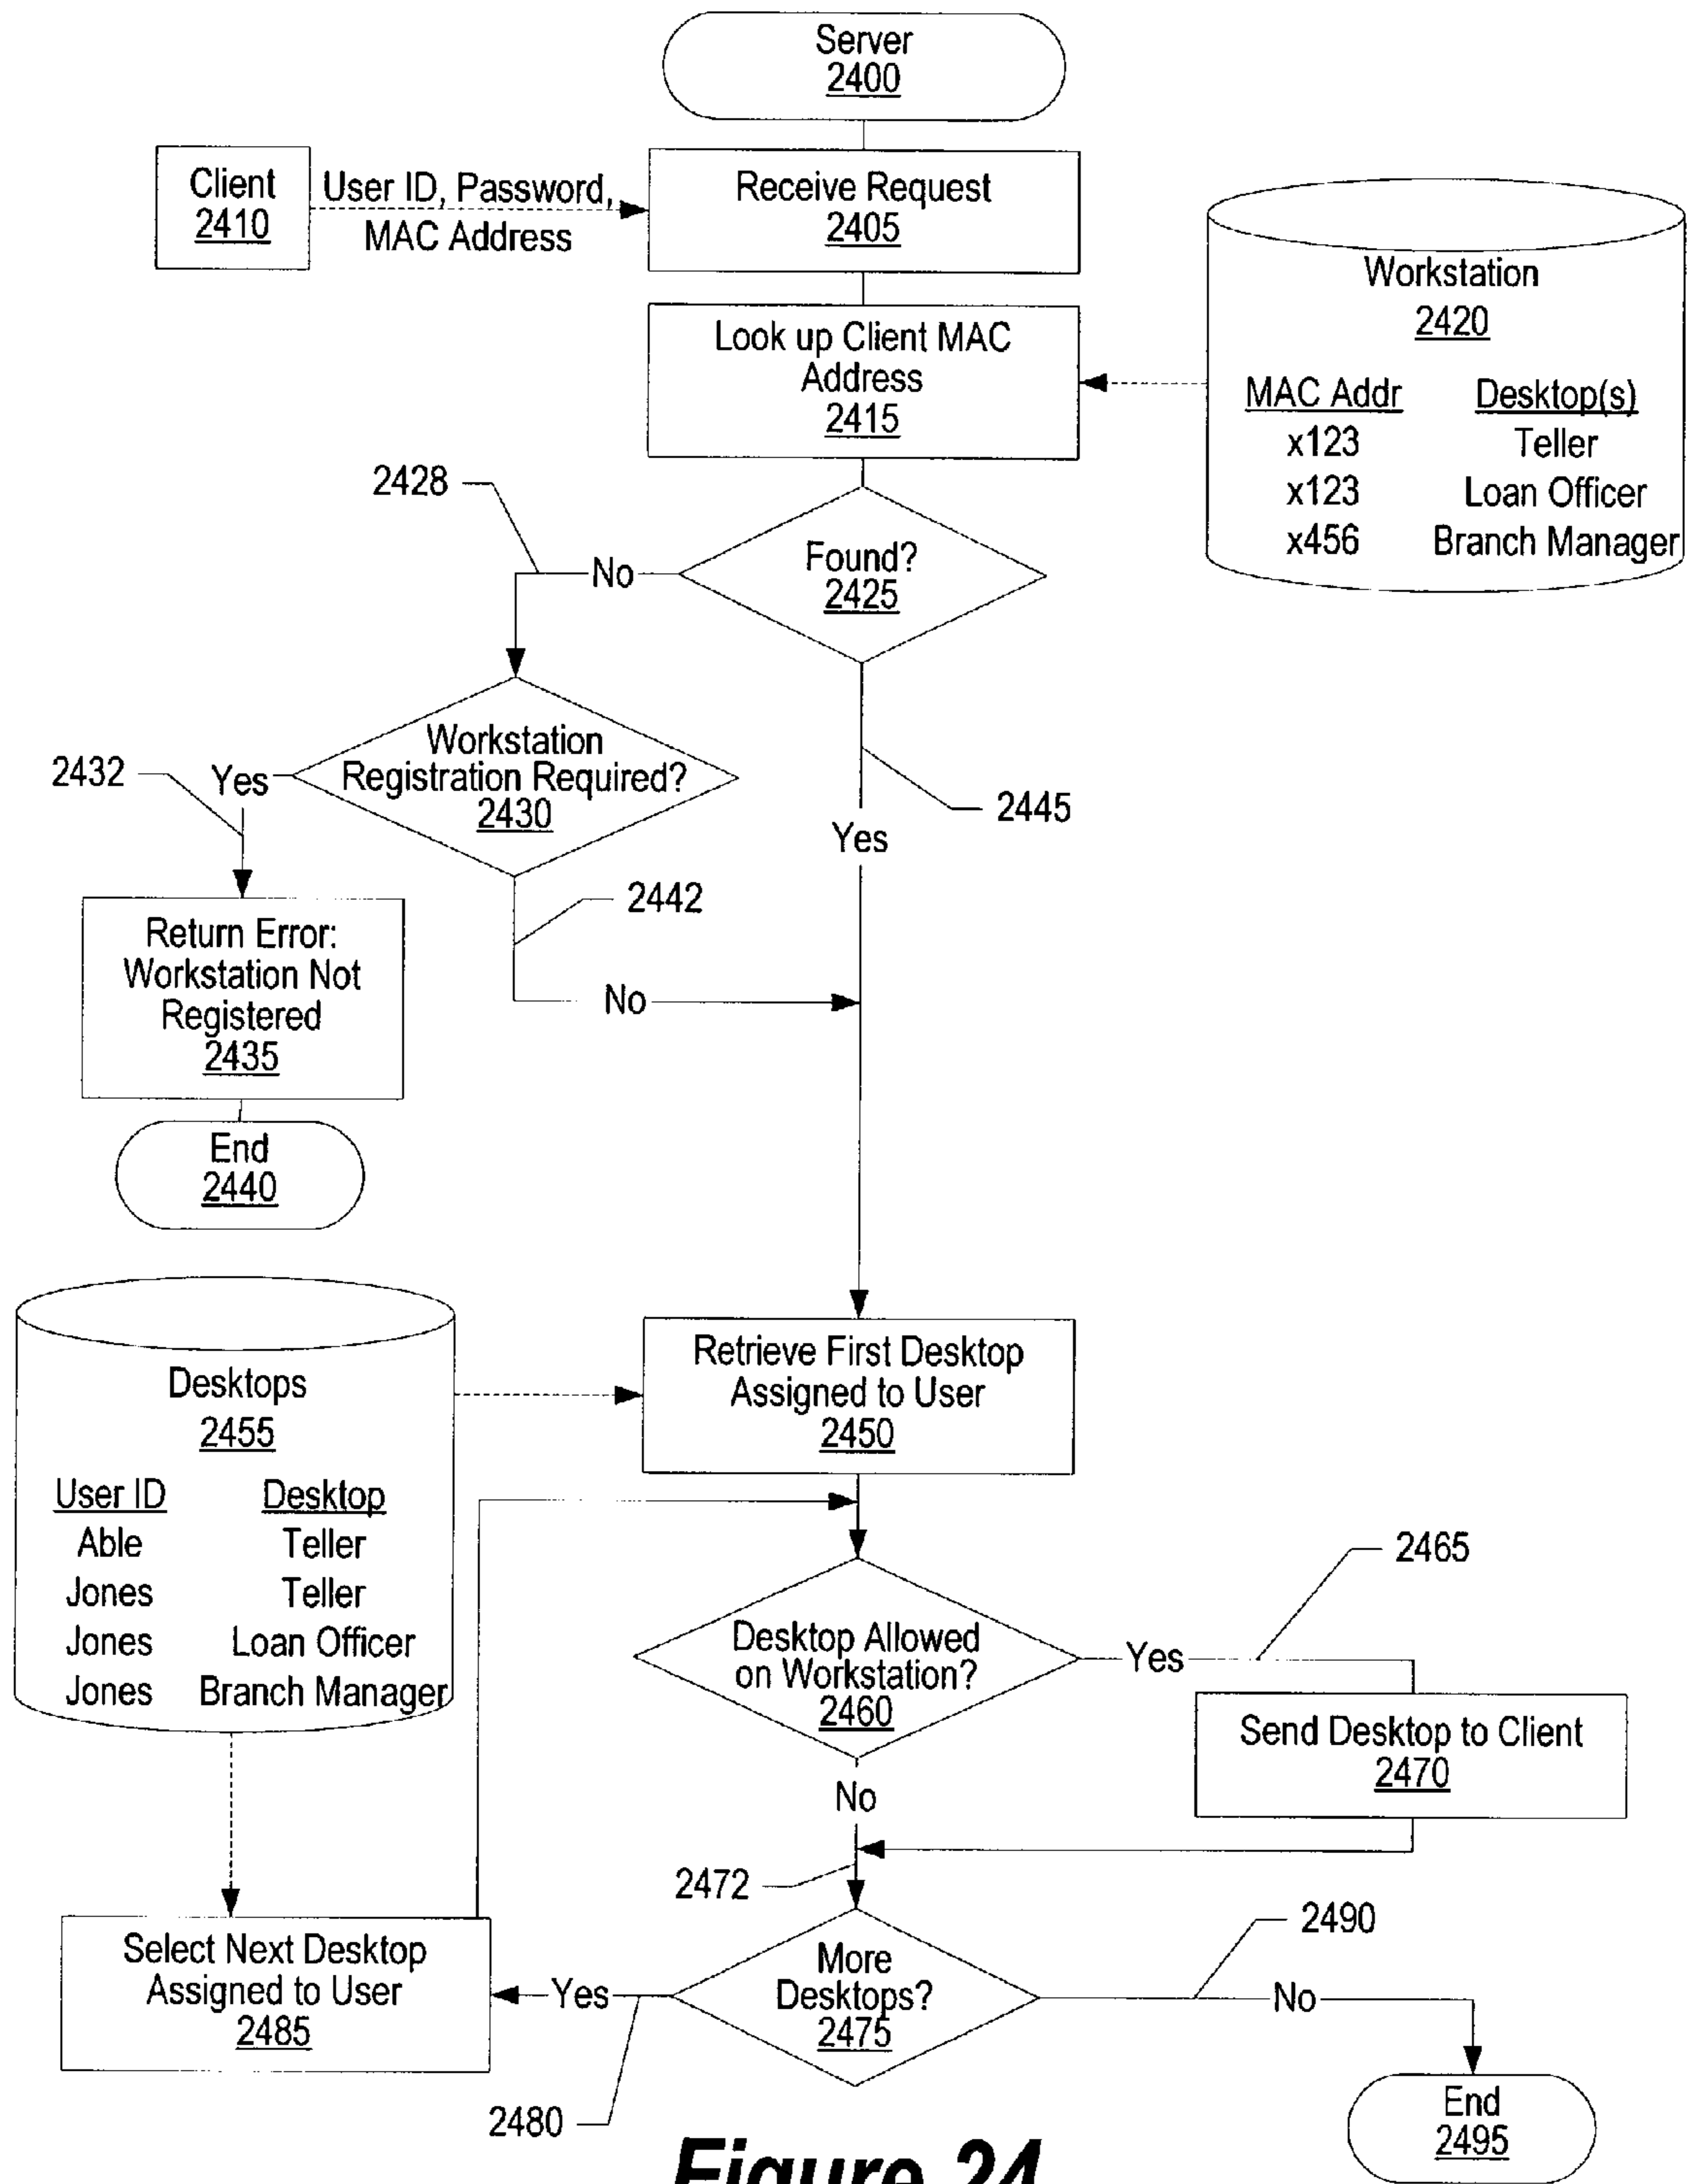 Server
2400
Client
2410
User ID, Password,
MAC Address
Receive Request
2405
Look up Client MAC
Address
2415
Workstation
2420
MAC Addr Desktop(s)
x123 Teller
x123 Loan Officer
x456 Branch Manager
2428
No
Found?
2425
2432
Yes
Workstation
Registration Required?
2430
2445
Yes
2442
No
Return Error:
Workstation Not
Registered
2435
End
2440
Desktops
2455
User ID Desktop
Able Teller
Jones Teller
Jones Loan Officer
Jones Branch Manager
Retrieve First Desktop
Assigned to User
2450
2465
Desktop Allowed
on Workstation?
2460
Yes
Send Desktop to Client
2470
No
2472
2490
Select Next Desktop
Assigned to User
2485
Yes
More
Desktops?
2475
No
2480
End
2495
Figure 24